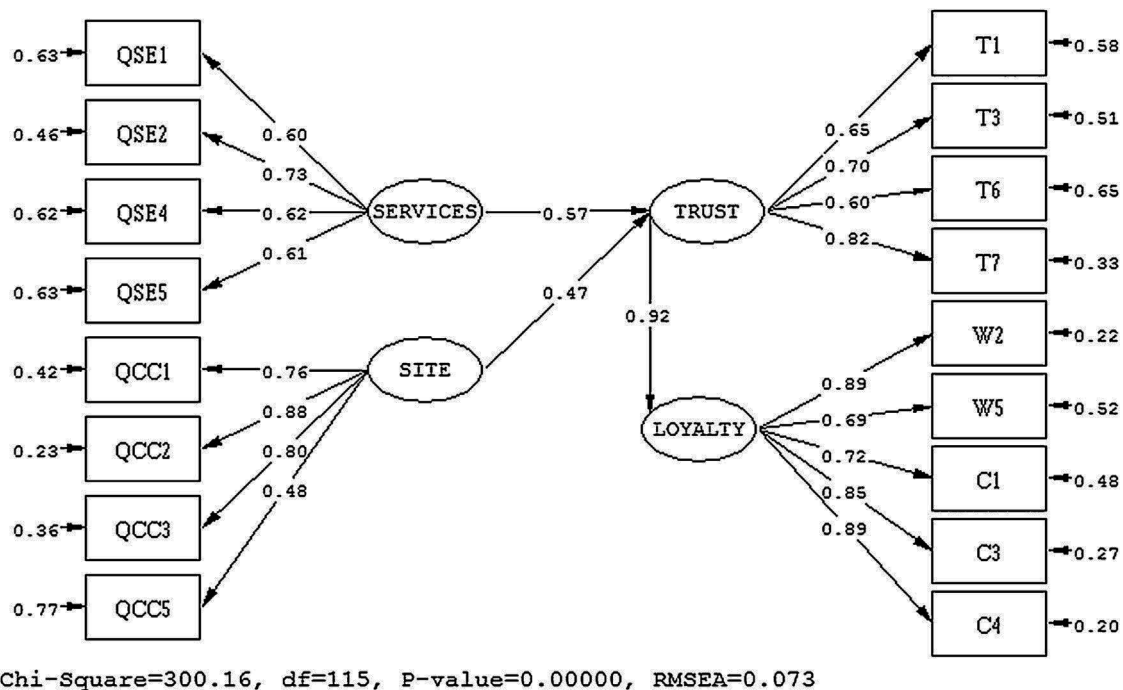 0.63
QSE1
0.46
QSE2
0.62
QSE4
0.63
QSE5
0.42
QCC1
0.23
QCC2
0.36
QCC3
0.77
QCC5
0.60
0.73
0.62
0.61
0.76
0.88
0.80
0.48
SERVICES
SITE
0.57
0.47
TRUST
0.92
LOYALTY
0.65
0.70
0.60
0.82
0.89
0.69
0.72
0.85
0.89
T1
0.58
T3
0.51
T6
0.65
T7
0.33
W2
0.22
W5
0.52
C1
0.48
C3
0.27
C4
0.20
Chi-Square=300.16, df=115, P-value=0.00000, RMSEA=0.073